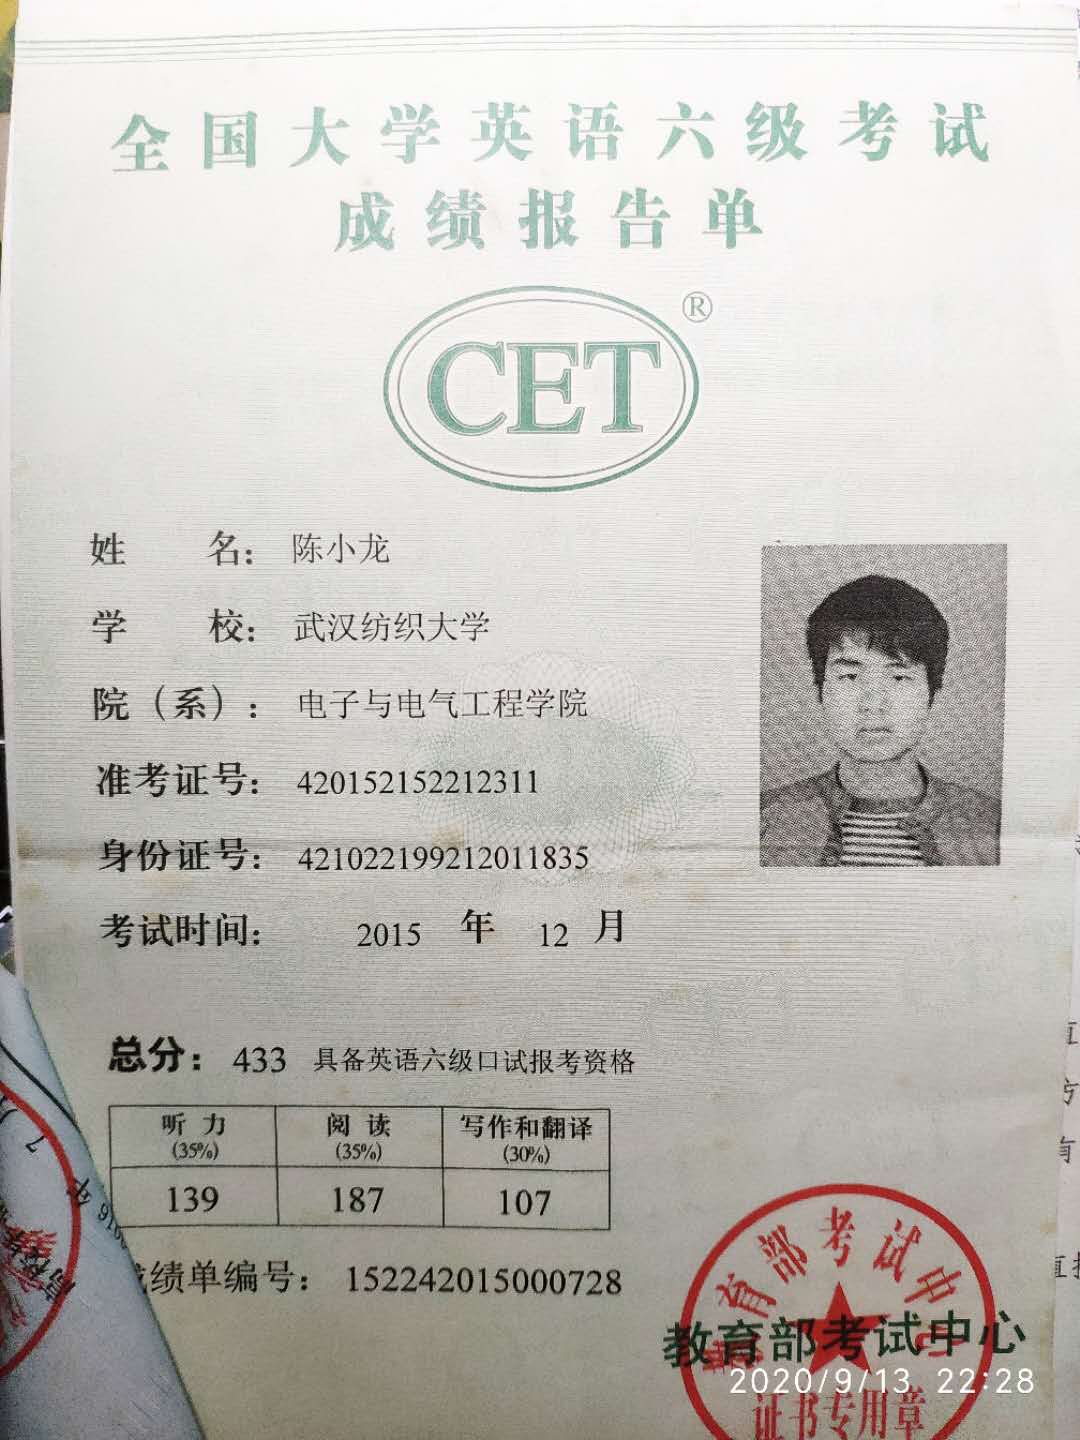 全国大学英语六级考试
成绩报告单
CET®
姓 名： 陈小龙
学 校： 武汉纺织大学
院（系）： 电子与电气工程学院
准考证号： 420152152212311
身份证号： 421022199212011835
考试时间： 2015 年 12 月
总分： 433 具备英语六级口试报考资格
听 力 阅 读 写作和翻译
(35%) (35%) (30%)
139 187 107
成绩单编号： 152242015000728
教育部考试中心
教育部考试中心
证书专用章
2020/9/13 22:28